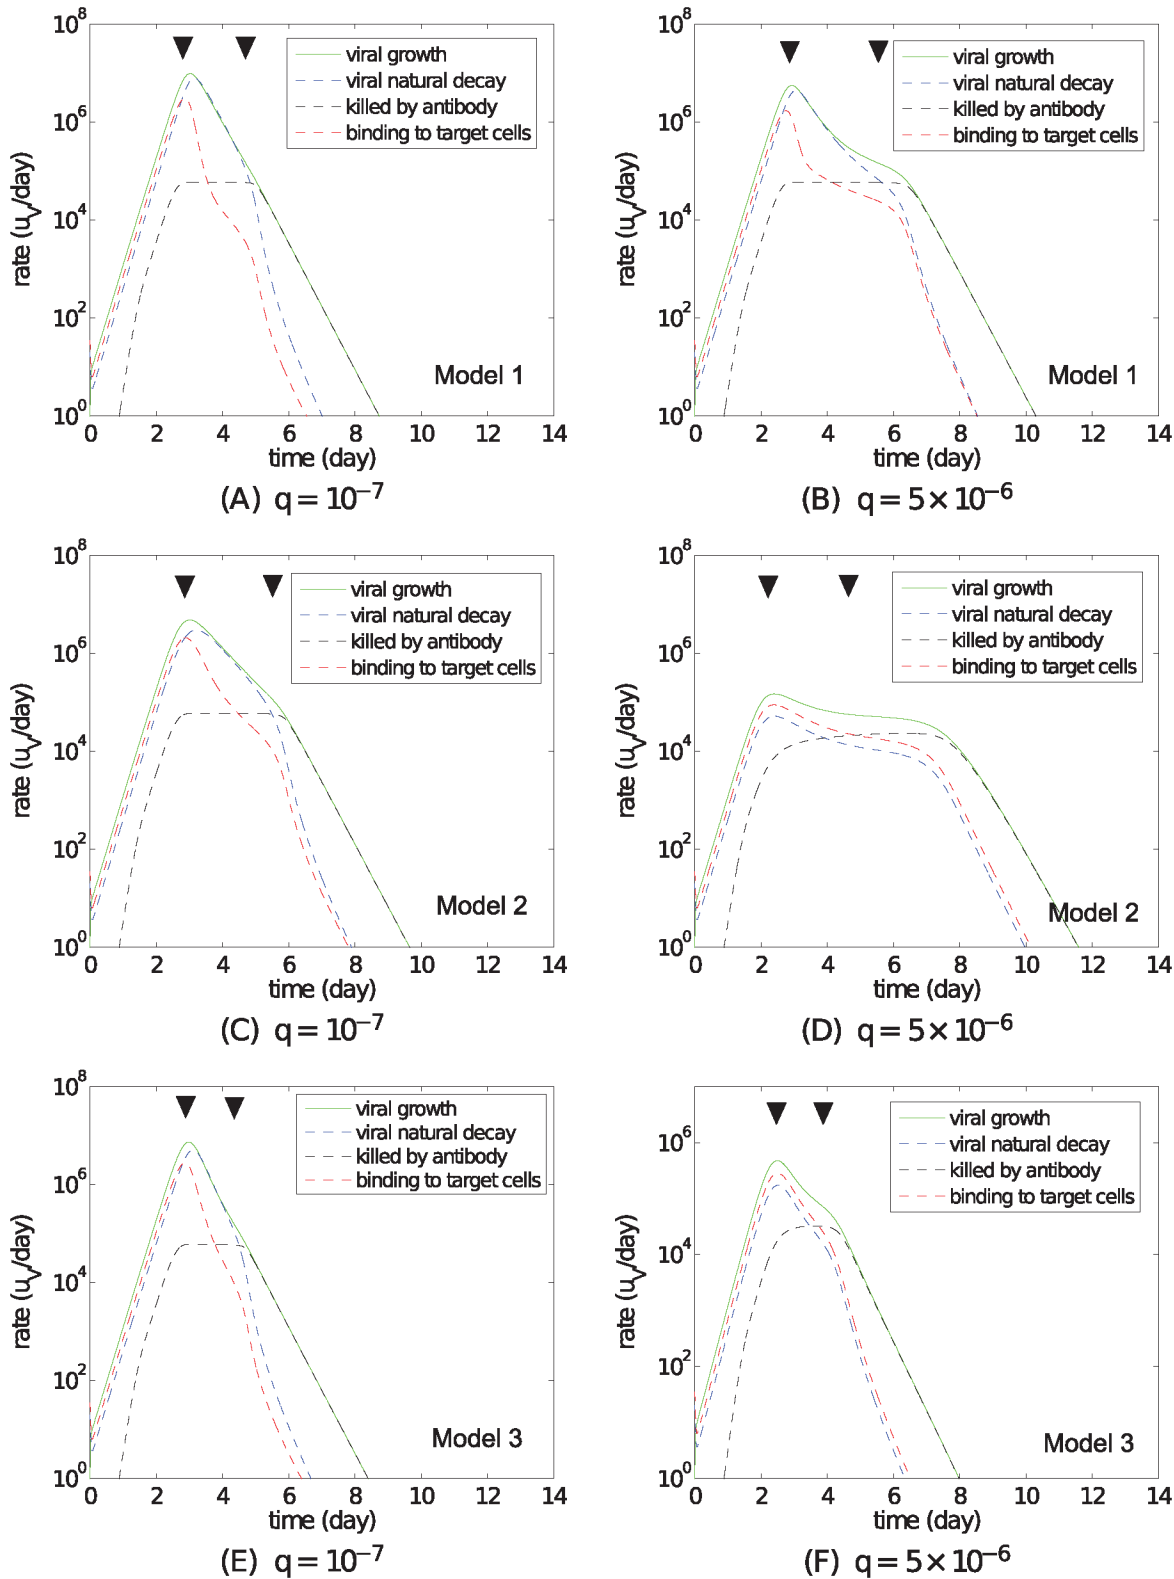 10^8
10^6
10^4
10^2
10^0
rate (u_V/day)
viral growth
viral natural decay
killed by antibody
binding to target cells
Model 1
0 2 4 6 8 10 12 14
time (day)
(A) q = 10^−7
10^8
10^6
10^4
10^2
10^0
rate (u_V/day)
viral growth
viral natural decay
killed by antibody
binding to target cells
Model 1
0 2 4 6 8 10 12 14
time (day)
(B) q = 5 × 10^−6
10^8
10^6
10^4
10^2
10^0
rate (u_V/day)
viral growth
viral natural decay
killed by antibody
binding to target cells
Model 2
0 2 4 6 8 10 12 14
time (day)
(C) q = 10^−7
10^8
10^6
10^4
10^2
10^0
rate (u_V/day)
viral growth
viral natural decay
killed by antibody
binding to target cells
Model 2
0 2 4 6 8 10 12 14
time (day)
(D) q = 5 × 10^−6
10^8
10^6
10^4
10^2
10^0
rate (u_V/day)
viral growth
viral natural decay
killed by antibody
binding to target cells
Model 3
0 2 4 6 8 10 12 14
time (day)
(E) q = 10^−7
10^6
10^4
10^2
10^0
rate (u_V/day)
viral growth
viral natural decay
killed by antibody
binding to target cells
Model 3
0 2 4 6 8 10 12 14
time (day)
(F) q = 5 × 10^−6